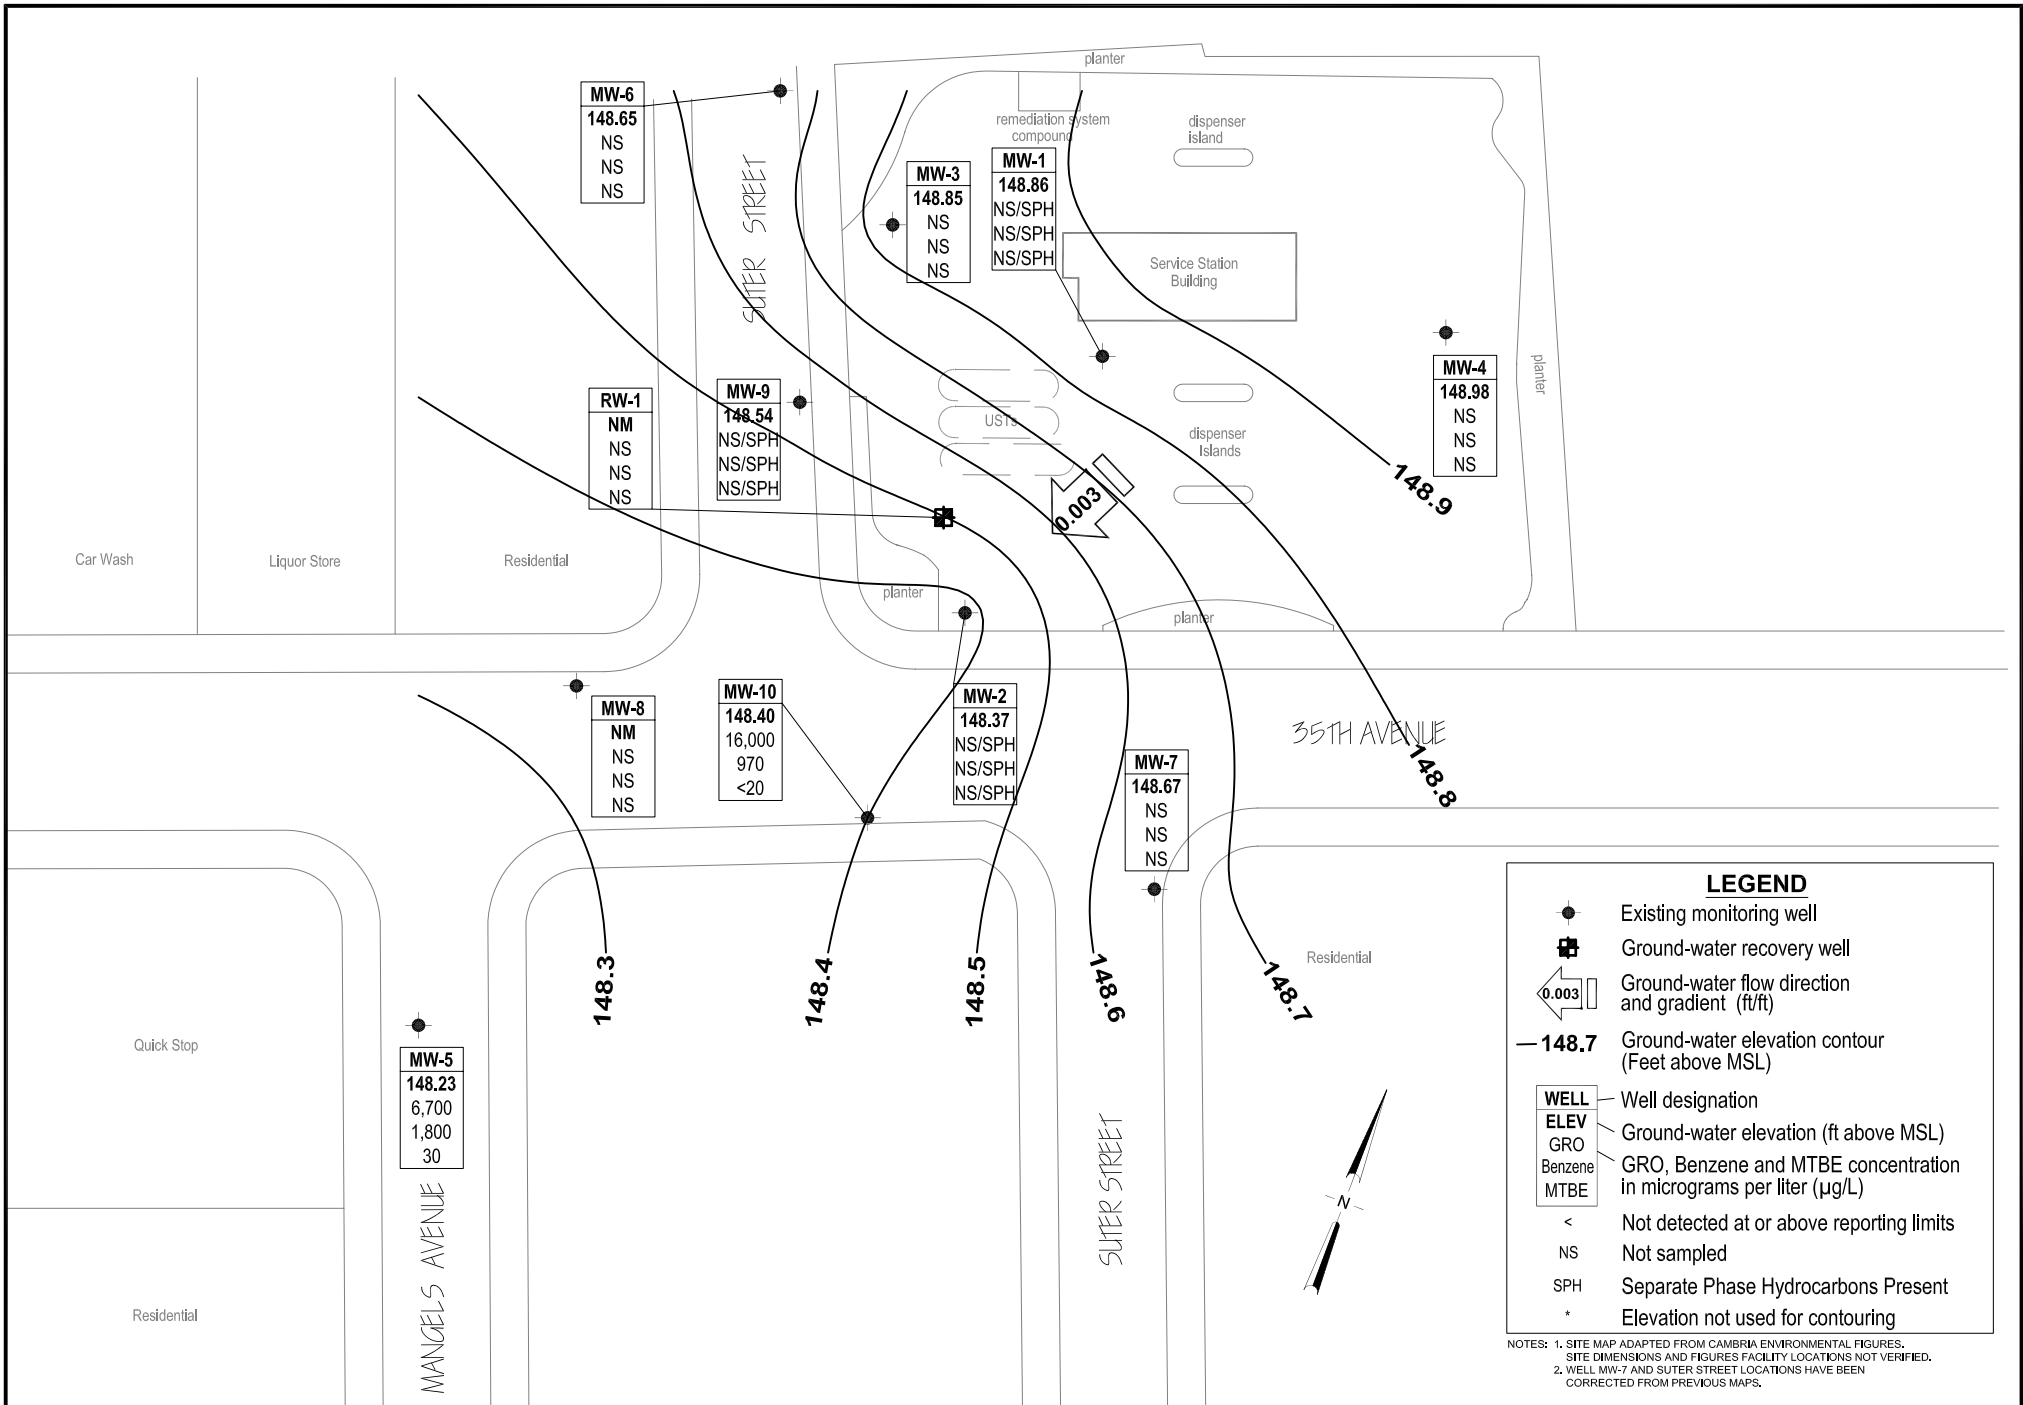 planter
remediation system
compound
dispenser
island
MW-6
148.65
NS
NS
NS
SUTER STREET
MW-3
148.85
NS
NS
NS
MW-1
148.86
NS/SPH
NS/SPH
NS/SPH
Service Station
Building
planter
MW-4
148.98
NS
NS
NS
RW-1
NM
NS
NS
NS
MW-9
148.54
NS/SPH
NS/SPH
NS/SPH
USTs
dispenser
Islands
0.003
148.9
Car Wash
Liquor Store
Residential
planter
planter
MW-8
NM
NS
NS
NS
MW-10
148.40
16,000
970
<20
MW-2
148.37
NS/SPH
NS/SPH
NS/SPH
MW-7
148.67
NS
NS
NS
35TH AVENUE
148.8
148.3
148.4
148.5
148.6
148.7
Residential
Quick Stop
MW-5
148.23
6,700
1,800
30
Residential
MANGELS AVENUE
SUTER STREET
N
LEGEND
Existing monitoring well
Ground-water recovery well
0.003
Ground-water flow direction
and gradient (ft/ft)
148.7
Ground-water elevation contour
(Feet above MSL)
WELL
Well designation
ELEV
Ground-water elevation (ft above MSL)
GRO
Benzene
MTBE
GRO, Benzene and MTBE concentration
in micrograms per liter (µg/L)
< Not detected at or above reporting limits
NS Not sampled
SPH Separate Phase Hydrocarbons Present
* Elevation not used for contouring
NOTES: 1. SITE MAP ADAPTED FROM CAMBRIA ENVIRONMENTAL FIGURES.
SITE DIMENSIONS AND FIGURES FACILITY LOCATIONS NOT VERIFIED.
2. WELL MW-7 AND SUTER STREET LOCATIONS HAVE BEEN
CORRECTED FROM PREVIOUS MAPS.